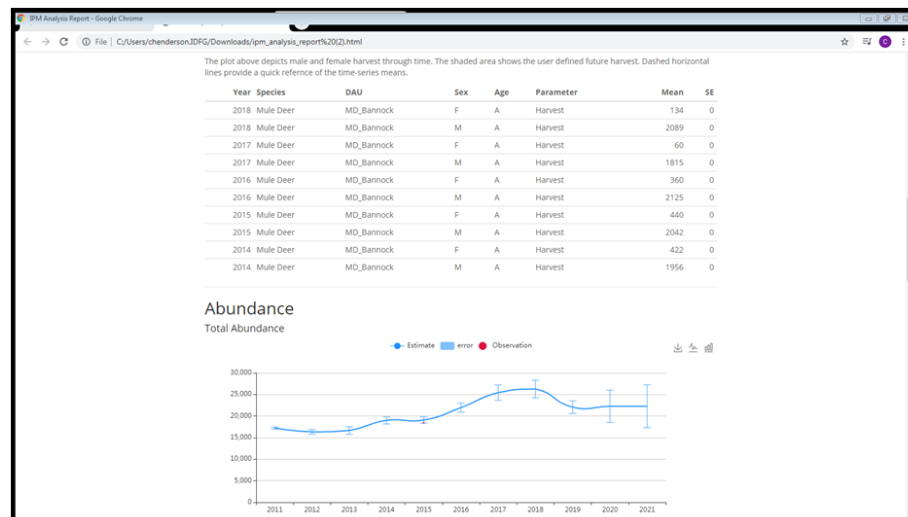 IPM Analysis Report - Google Chrome
File | C:/Users/chenderson.IDFG/Downloads/ipm_analysis_report%20(2).html
C
The plot above depicts male and female harvest through time. The shaded area shows the user defined future harvest. Dashed horizontal
lines provide a quick refernce of the time-series means.
Year Species DAU Sex Age Parameter Mean SE
2018 Mule Deer MD_Bannock F A Harvest 134 0
2018 Mule Deer MD_Bannock M A Harvest 2089 0
2017 Mule Deer MD_Bannock F A Harvest 60 0
2017 Mule Deer MD_Bannock M A Harvest 1815 0
2016 Mule Deer MD_Bannock F A Harvest 360 0
2016 Mule Deer MD_Bannock M A Harvest 2125 0
2015 Mule Deer MD_Bannock F A Harvest 440 0
2015 Mule Deer MD_Bannock M A Harvest 2042 0
2014 Mule Deer MD_Bannock F A Harvest 422 0
2014 Mule Deer MD_Bannock M A Harvest 1956 0
Abundance
Total Abundance
Estimate error Observation
30,000
25,000
20,000
15,000
10,000
5,000
0
2011 2012 2013 2014 2015 2016 2017 2018 2019 2020 2021